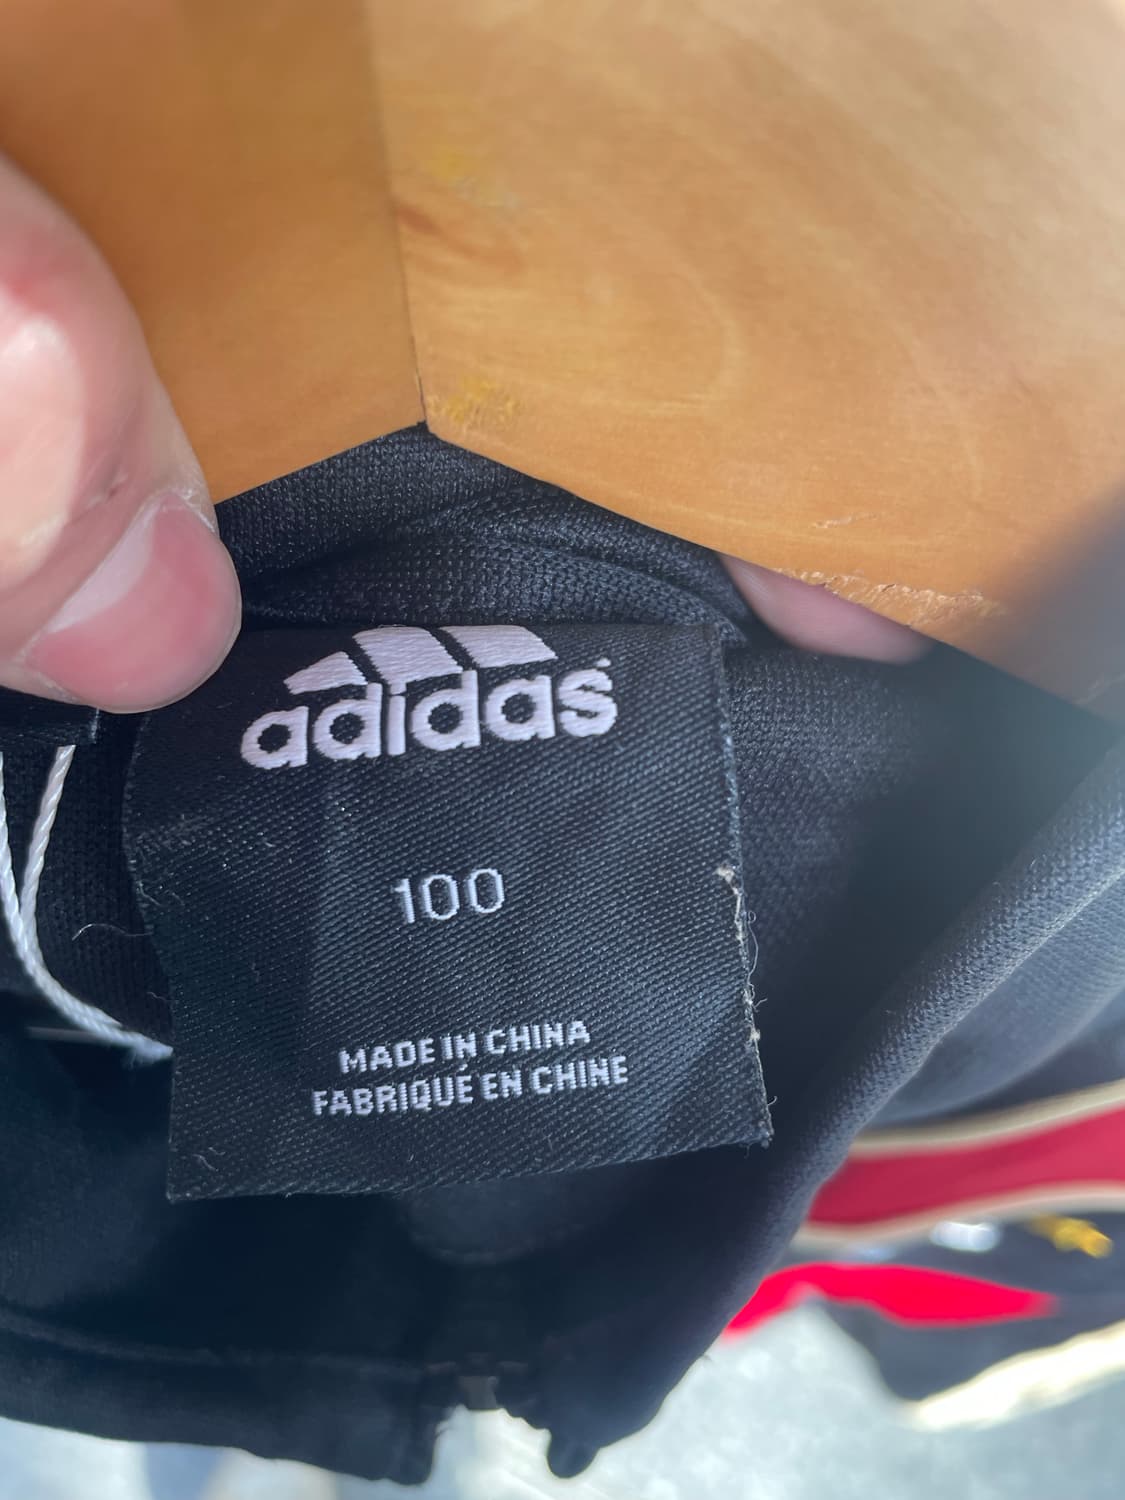 adidas
100
MADE IN CHINA
FABRIQUÉ EN CHINE